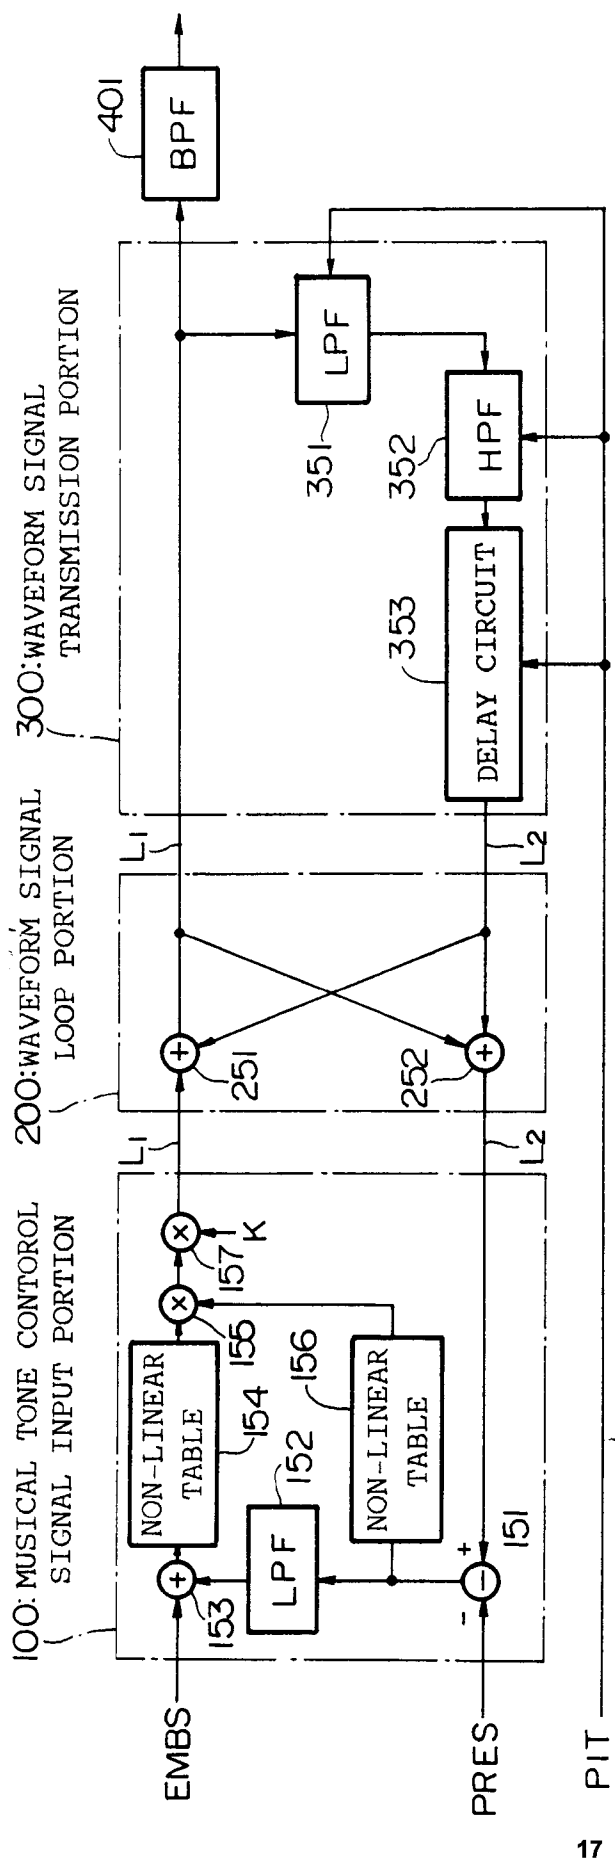 100:MUSICAL TONE CONTOROL
SIGNAL INPUT PORTION
200:WAVEFORM SIGNAL
LOOP PORTION
300:WAVEFORM SIGNAL
TRANSMISSION PORTION
EMBS
153
NON-LINEAR
TABLE
154
155
157
K
L1
251
L1
401
BPF
LPF
152
NON-LINEAR
TABLE
156
LPF
351
PRES
-
+
151
L2
252
L2
DELAY CIRCUIT
353
HPF
352
PIT
17